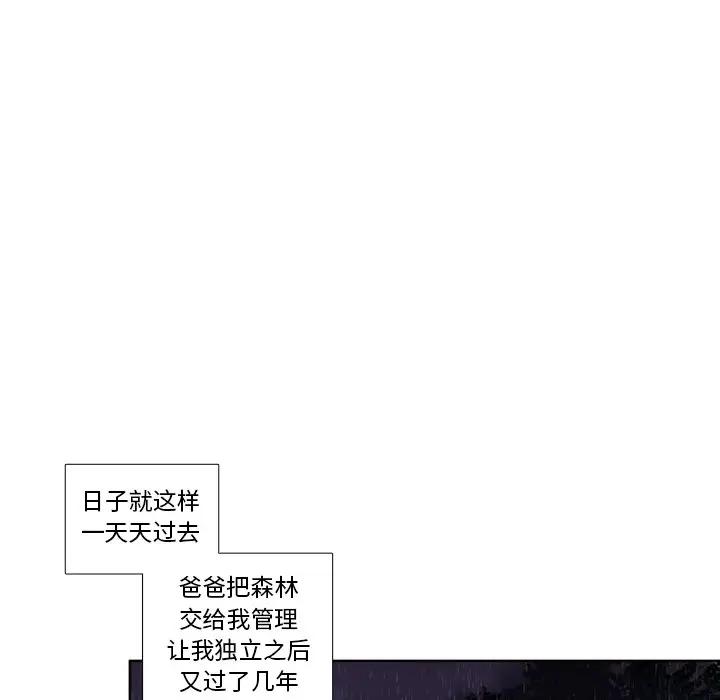 日子就这样
一天天过去
爸爸把森林
交给我管理
让我独立之后
又过了几年